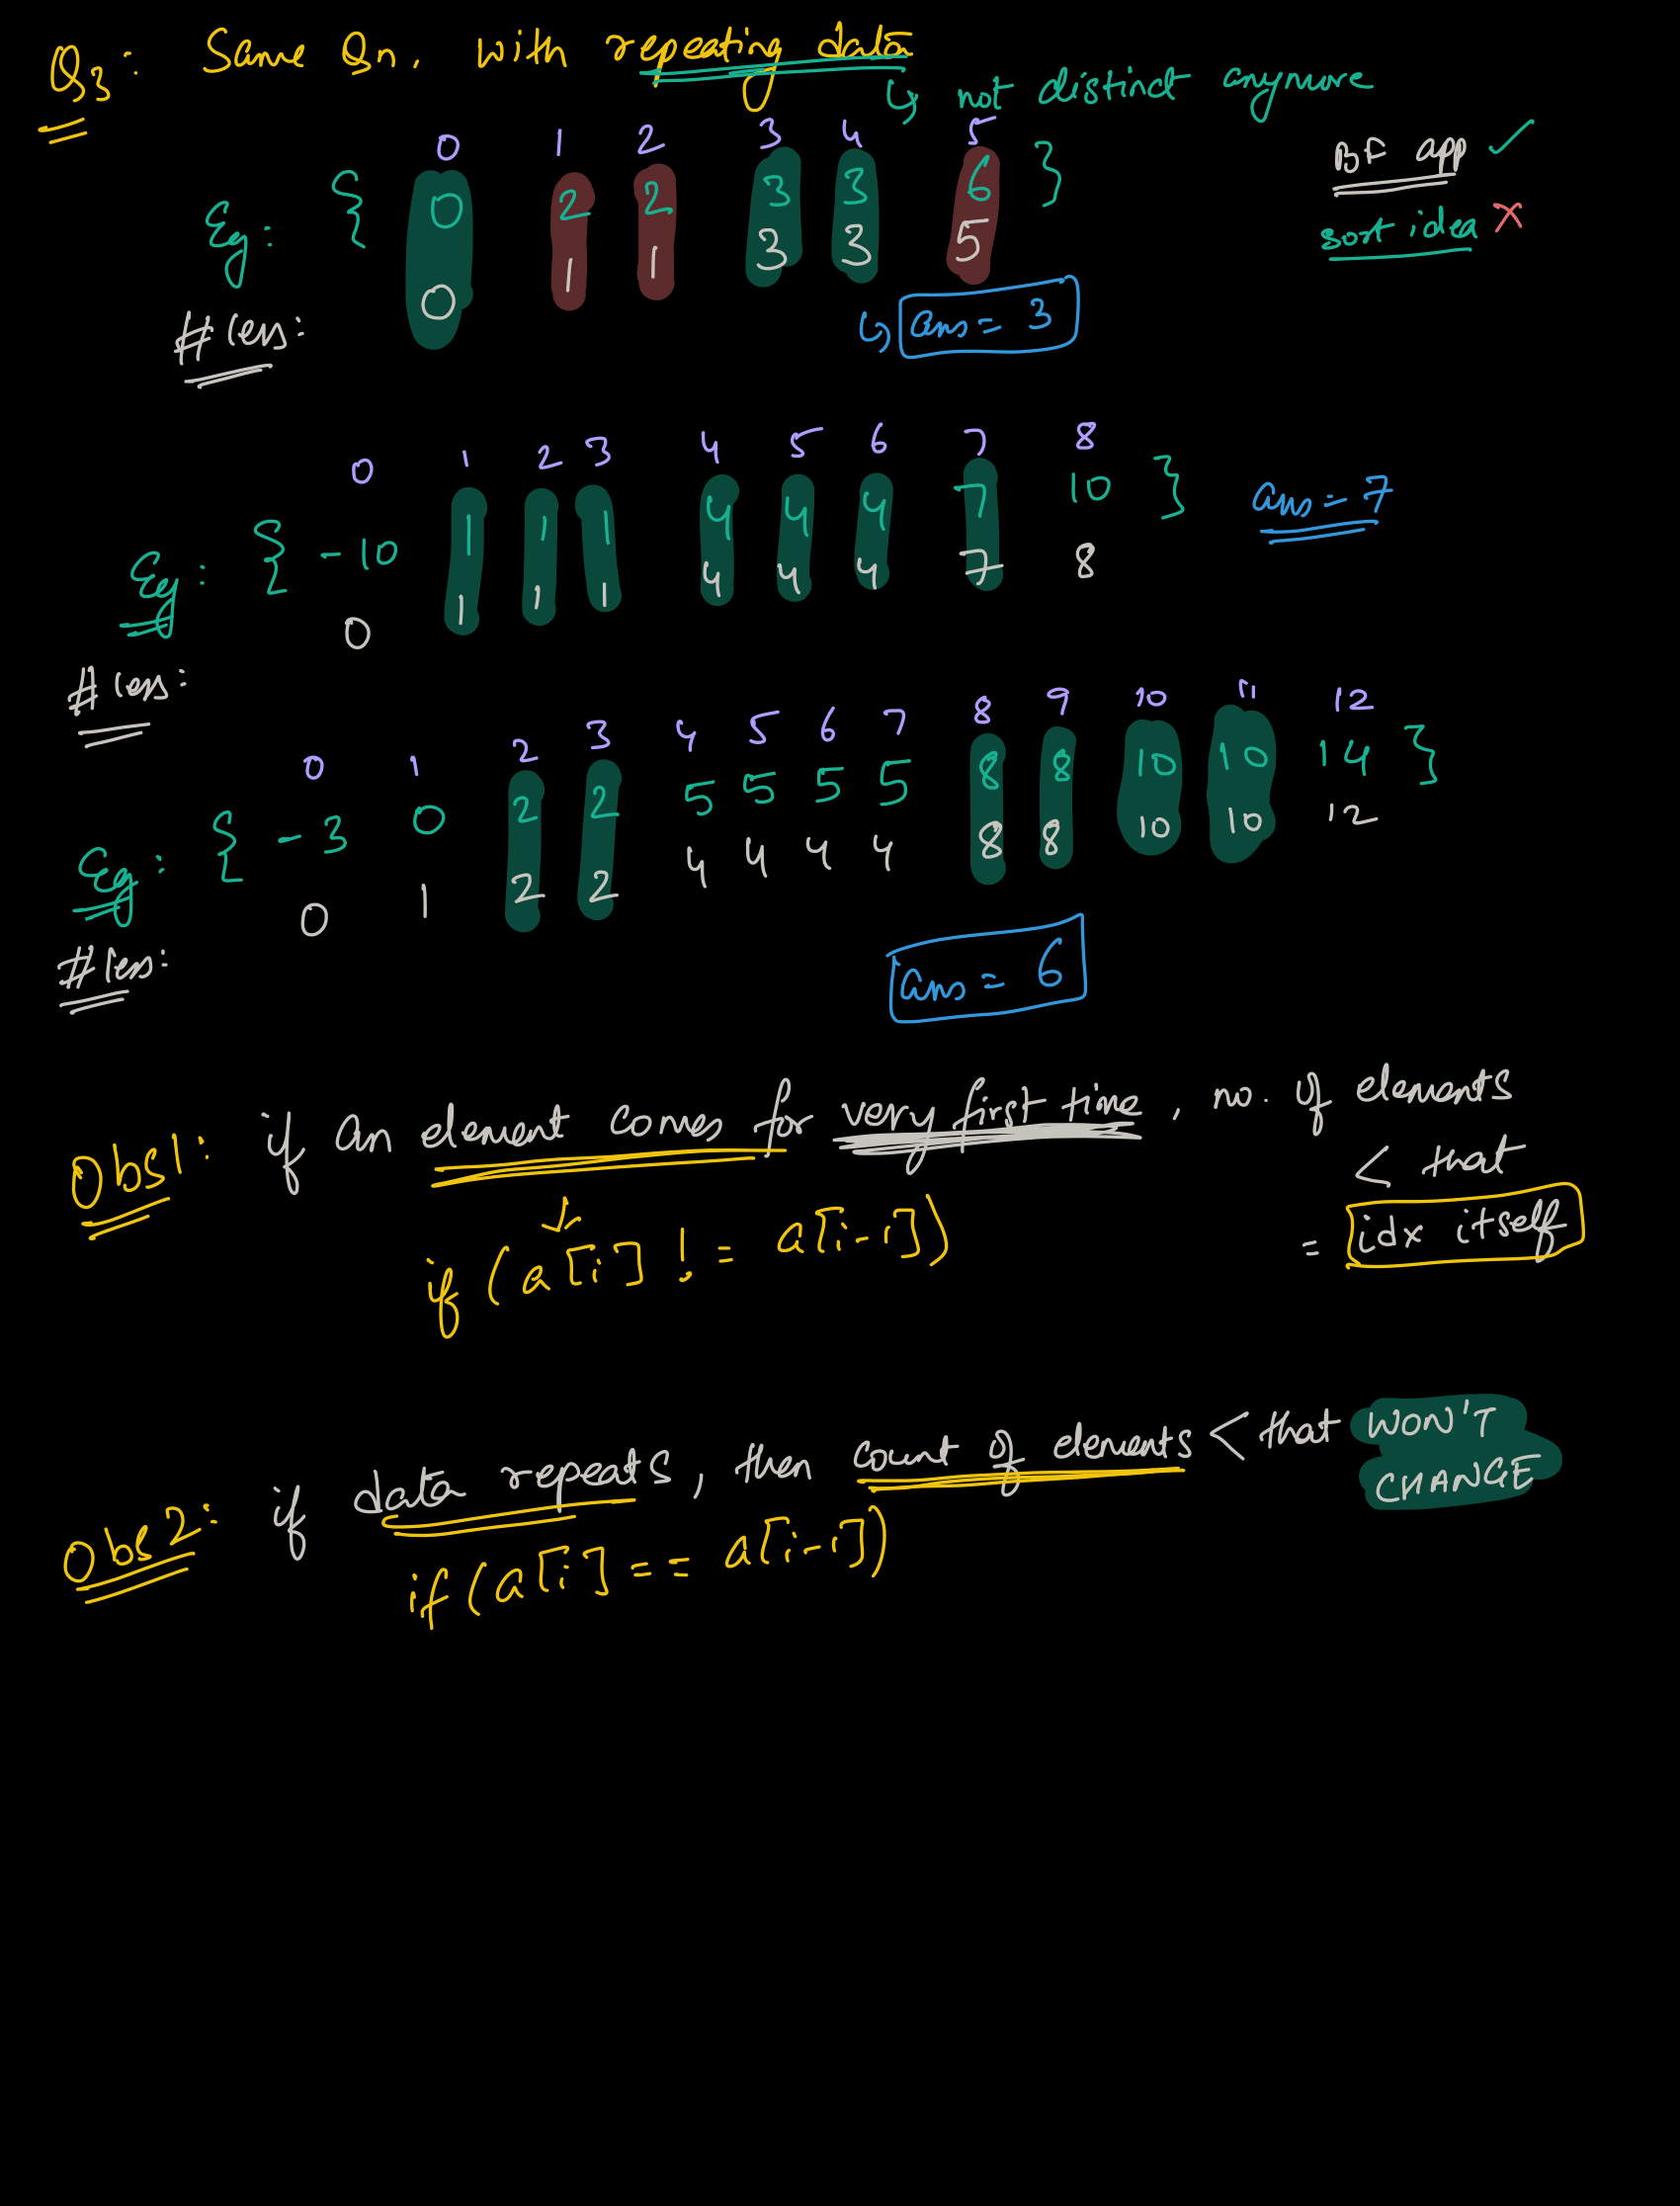 Q3: Same Qn. with repeating data
↳ not distinct anymore
BF app ✓
sort idea ✗
0 1 2 3 4 5
Eg: { 0 2 2 3 3 6 }
#less: 0 1 1 3 3 5
↳ ans = 3
0 1 2 3 4 5 6 7 8
Eg: { -10 1 1 1 4 4 4 7 10 }
ans = 7
#less: 0 1 1 1 4 4 4 7 8
0 1 2 3 4 5 6 7 8 9 10 11 12
Eg: { -3 0 2 2 5 5 5 5 8 8 10 10 14 }
#less: 0 1 2 2 4 4 4 4 8 8 10 10 12
ans = 6
Obs1: if an element comes for very first time, no. of elements
< that
= idx itself
if (a[i] != a[i-1])
Obs2: if data repeats, then count of elements < that WON'T
CHANGE
if (a[i] == a[i-1])